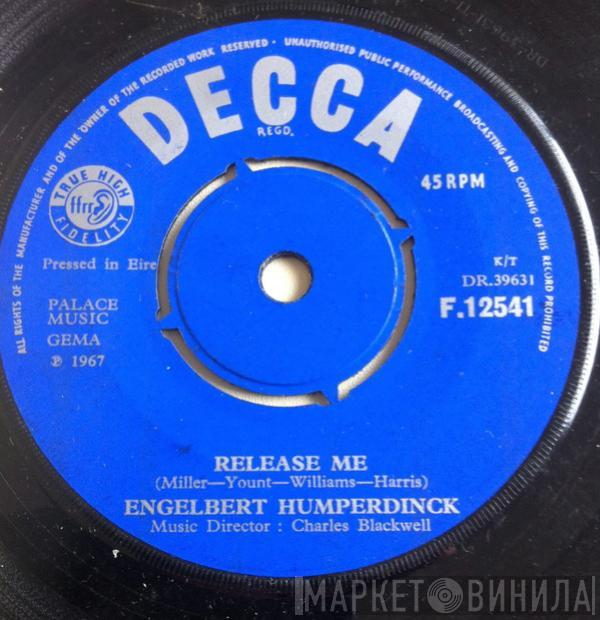 ALL RIGHTS OF THE MANUFACTURER AND OF THE OWNER OF THE RECORDED WORK RESERVED · UNAUTHORISED PUBLIC PERFORMANCE BROADCASTING AND COPYING OF THIS RECORD PROHIBITED
DECCA
REGD.
45 RPM
TRUE HIGH
ffrr
FIDELITY
Pressed in Eire
K/T
DR.39631
F.12541
PALACE
MUSIC
GEMA
℗ 1967
RELEASE ME
(Miller—Yount—Williams—Harris)
ENGELBERT HUMPERDINCK
Music Director : Charles Blackwell
МАРКЕТ ВИНИЛА